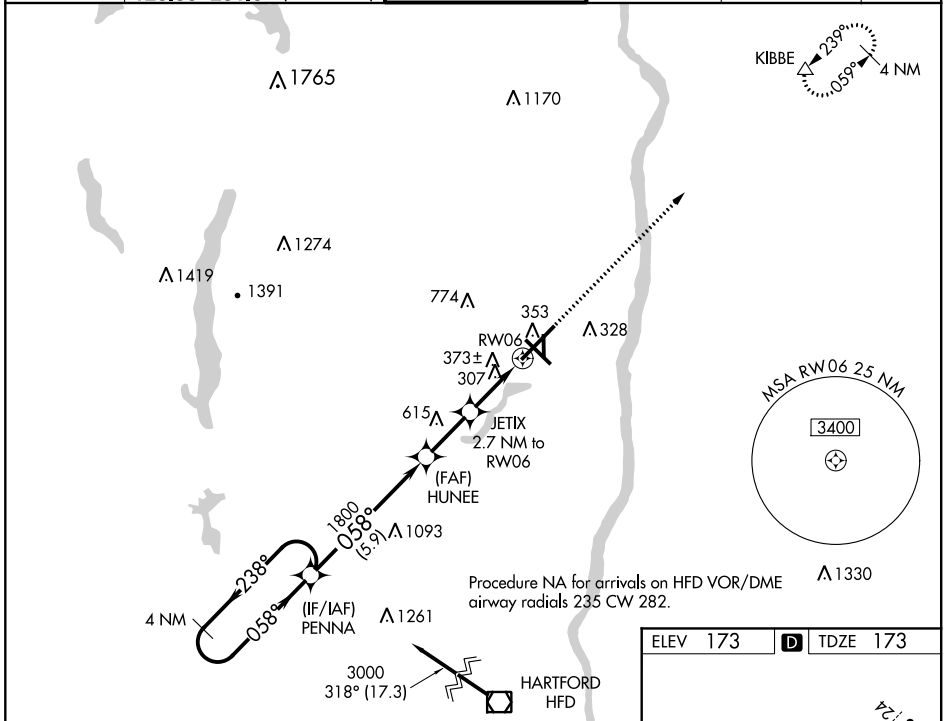 1765
1170
KIBBE
239°
059°
4 NM
1274
1419
1391
774
353
RW06
328
373±
307
MSA RW06 25 NM
3400
615
JETIX
2.7 NM to
RW06
(FAF)
HUNEE
1800
058°
(5.9)
1093
238°
058°
4 NM
(IF/IAF)
PENNA
1261
Procedure NA for arrivals on HFD VOR/DME
airway radials 235 CW 282.
1330
3000
318° (17.3)
HARTFORD
HFD
ELEV 173
D
TDZE 173